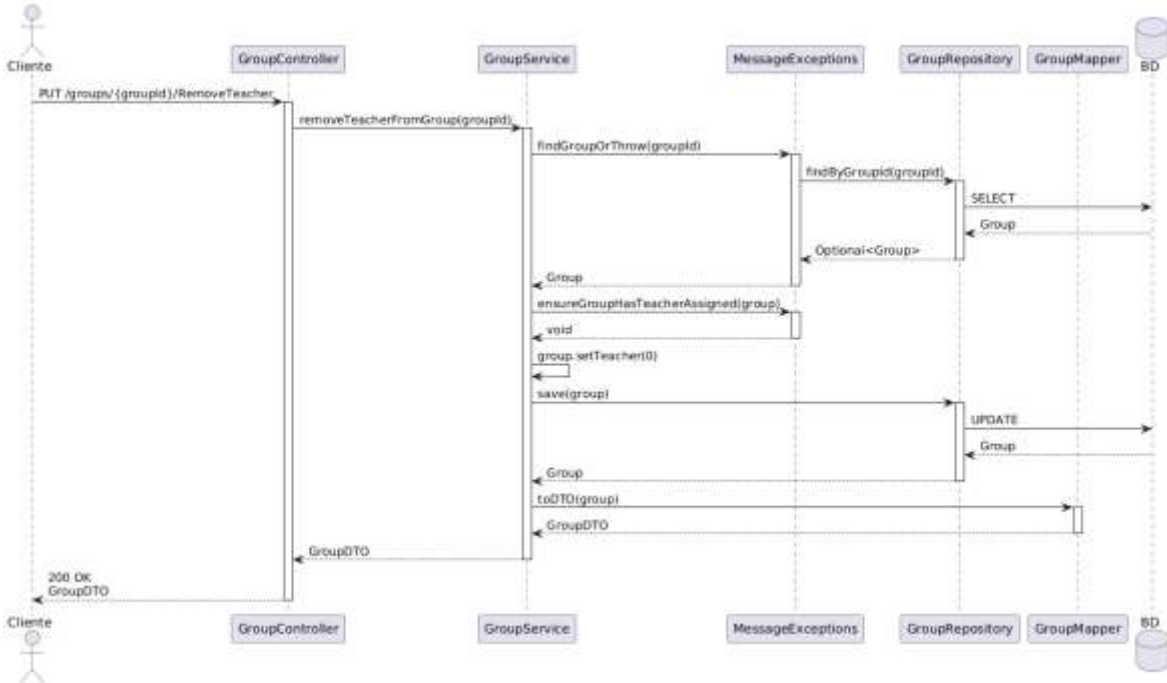 Cliente
GroupController
GroupService
MessageExceptions
GroupRepository
GroupMapper
BD
PUT /groups/{groupId}/RemoveTeacher
removeTeacherFromGroup(groupId)
findGroupOrThrow(groupId)
findByGroupId(groupId)
SELECT
Group
Optional<Group>
Group
ensureGroupHasTeacherAssigned(group)
void
group.setTeacher(0)
save(group)
UPDATE
Group
Group
toDTO(group)
GroupDTO
GroupDTO
200 OK
GroupDTO
Cliente
GroupController
GroupService
MessageExceptions
GroupRepository
GroupMapper
BD